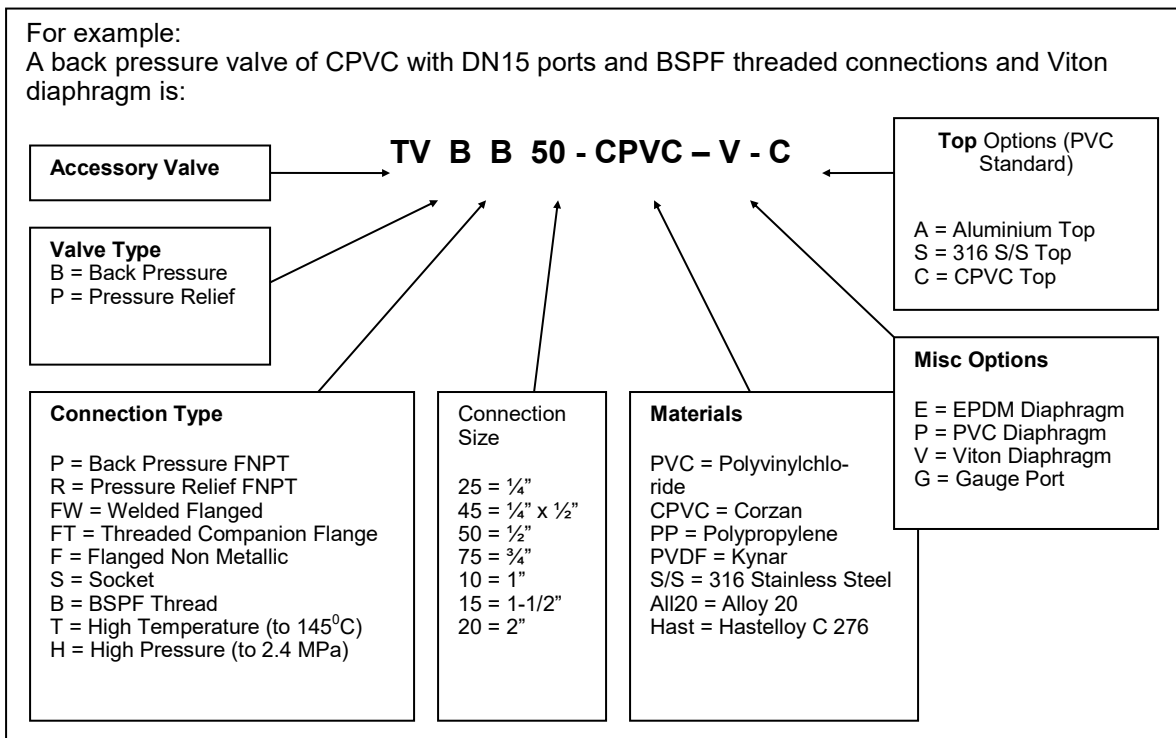 For example:
A back pressure valve of CPVC with DN15 ports and BSPF threaded connections and Viton
diaphragm is:
TV B B 50 - CPVC – V - C
Accessory Valve
Valve Type
B = Back Pressure
P = Pressure Relief
Connection Type
P = Back Pressure FNPT
R = Pressure Relief FNPT
FW = Welded Flanged
FT = Threaded Companion Flange
F = Flanged Non Metallic
S = Socket
B = BSPF Thread
T = High Temperature (to 145⁰C)
H = High Pressure (to 2.4 MPa)
Connection
Size
25 = ¼”
45 = ¼” x ½”
50 = ½”
75 = ¾”
10 = 1”
15 = 1-1/2”
20 = 2”
Materials
PVC = Polyvinylchlo-
ride
CPVC = Corzan
PP = Polypropylene
PVDF = Kynar
S/S = 316 Stainless Steel
All20 = Alloy 20
Hast = Hastelloy C 276
Top Options (PVC
Standard)
A = Aluminium Top
S = 316 S/S Top
C = CPVC Top
Misc Options
E = EPDM Diaphragm
P = PVC Diaphragm
V = Viton Diaphragm
G = Gauge Port